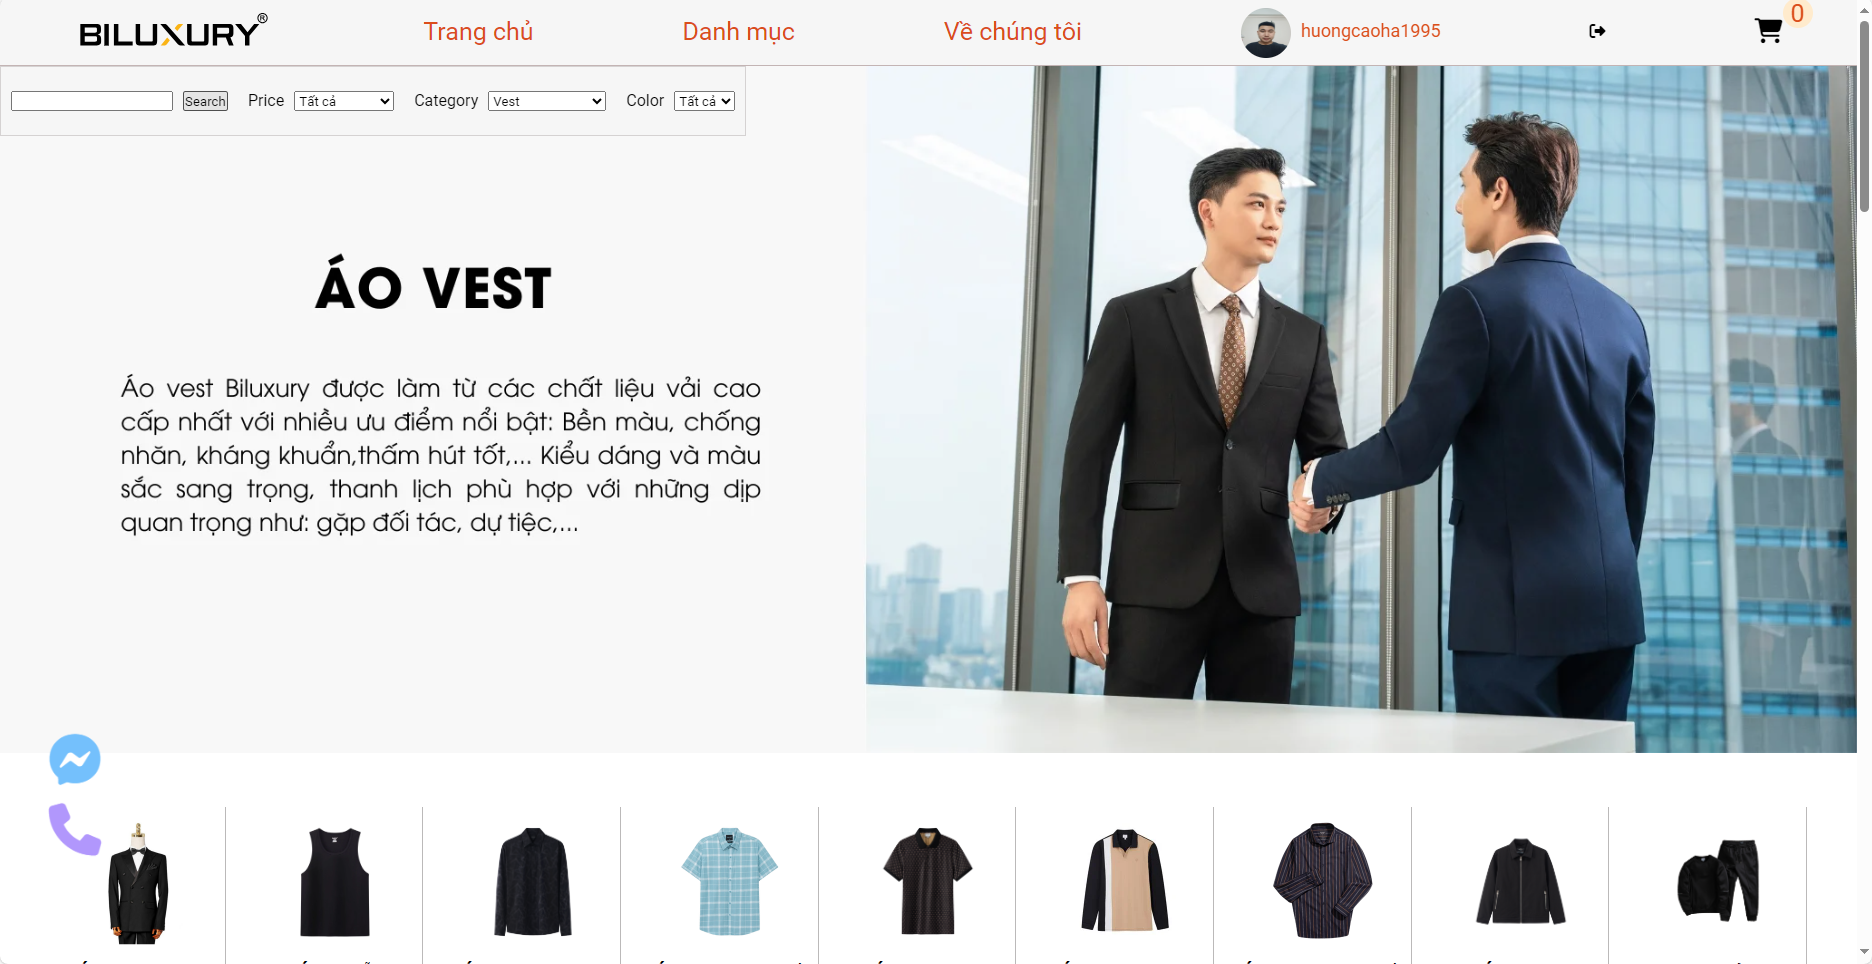 BILUXURY®
Trang chủ
Danh mục
Về chúng tôi
huongcaoha1995
0
Search
Price
Tất cả
Category
Vest
Color
Tất cả
ÁO VEST
Áo vest Biluxury được làm từ các chất liệu vải cao
cấp nhất với nhiều ưu điểm nổi bật: Bền màu, chống
nhăn, kháng khuẩn,thấm hút tốt,... Kiểu dáng và màu
sắc sang trọng, thanh lịch phù hợp với những dịp
quan trọng như: gặp đối tác, dự tiệc,...